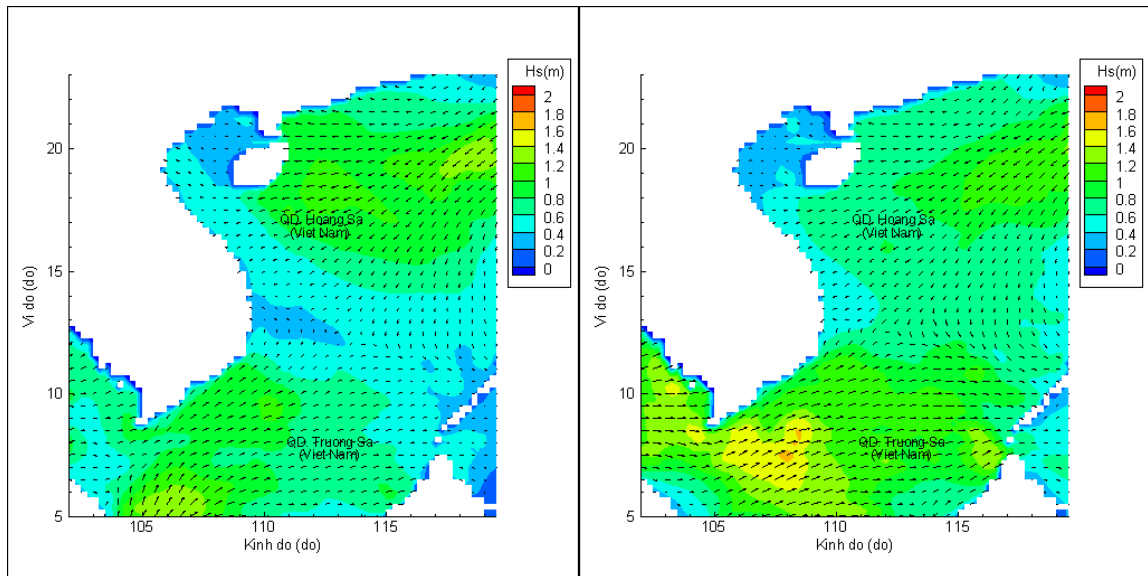 Hs(m)
2
1.8
1.6
1.4
1.2
1
0.8
0.6
0.4
0.2
0
20
15
10
5
Vi do (do)
QD. Hoang Sa
(Viet Nam)
QD. Truong Sa
(Viet Nam)
105
110
115
Kinh do (do)
Hs(m)
2
1.8
1.6
1.4
1.2
1
0.8
0.6
0.4
0.2
0
20
15
10
5
Vi do (do)
QD. Hoang Sa
(Viet Nam)
QD. Truong Sa
(Viet Nam)
105
110
115
Kinh do (do)